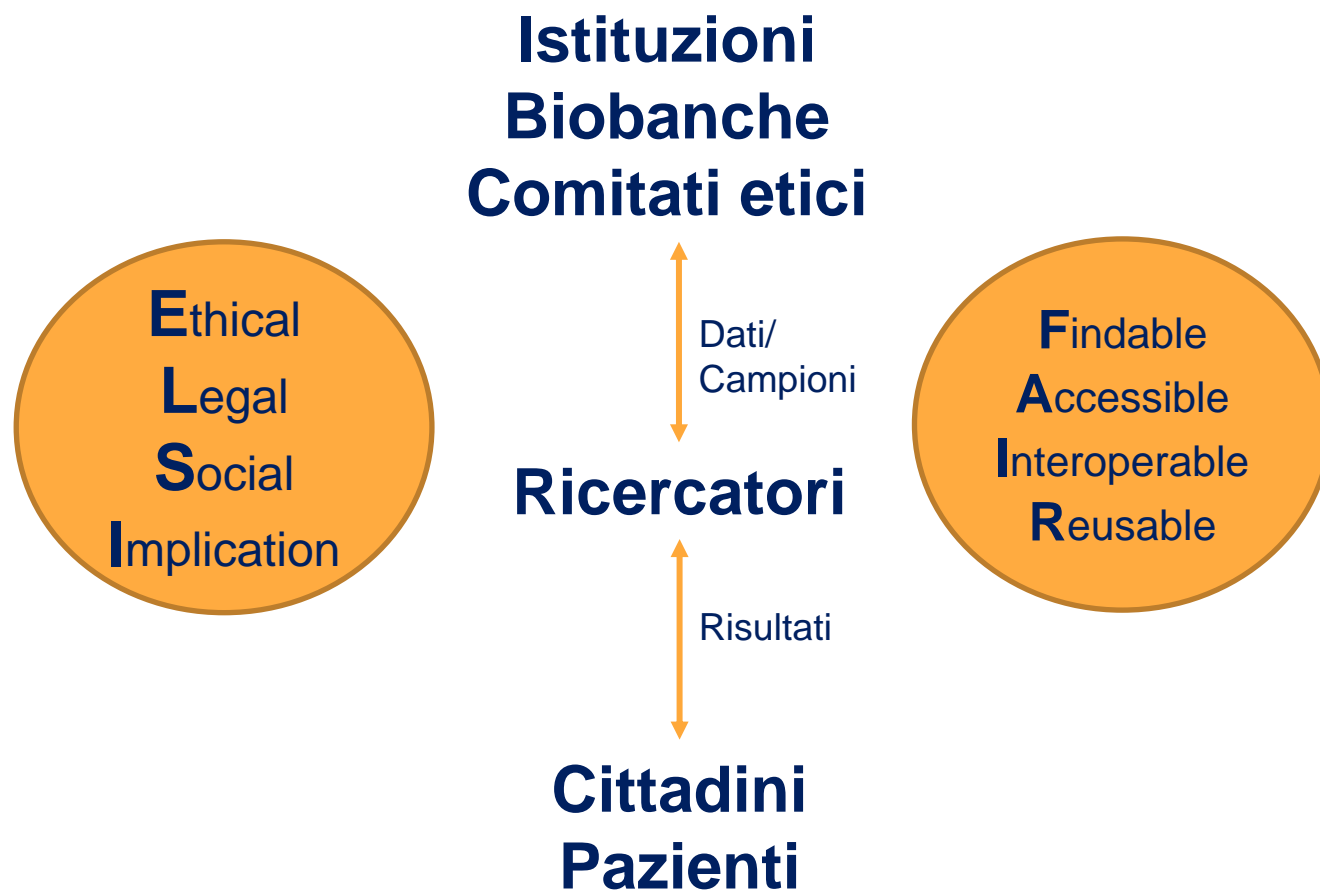 Istituzioni
Biobanche
Comitati etici
Ethical
Legal
Social
Implication
Dati/
Campioni
Findable
Accessible
Interoperable
Reusable
Ricercatori
Risultati
Cittadini
Pazienti